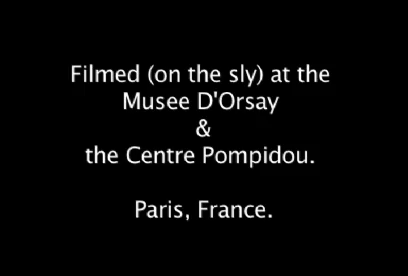 Filmed (on the sly) at the
Musee D'Orsay
&
the Centre Pompidou.
Paris, France.